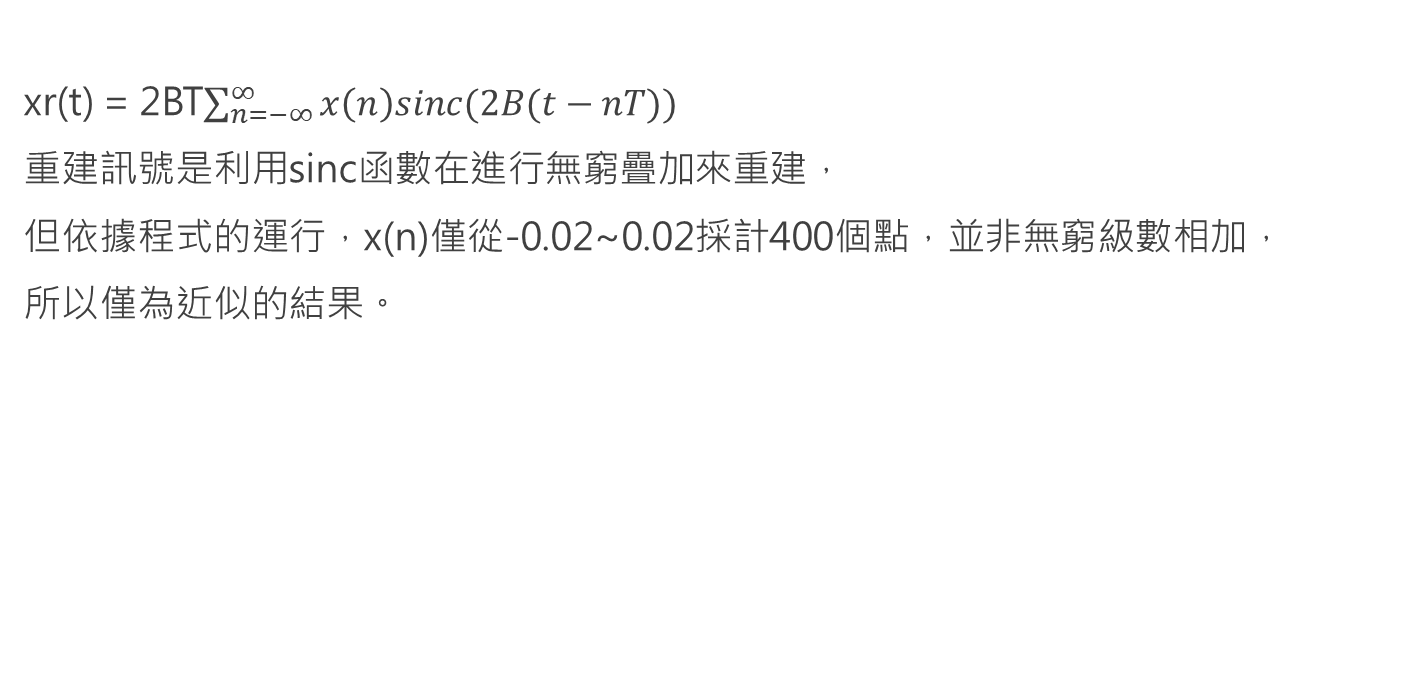 xr(t) = 2BT∑_{n=−∞}^{∞} x(n)sinc(2B(t − nT))
重建訊號是利用sinc函數在進行無窮疊加來重建，
但依據程式的運行，x(n)僅從-0.02~0.02採計400個點，並非無窮級數相加，
所以僅為近似的結果。